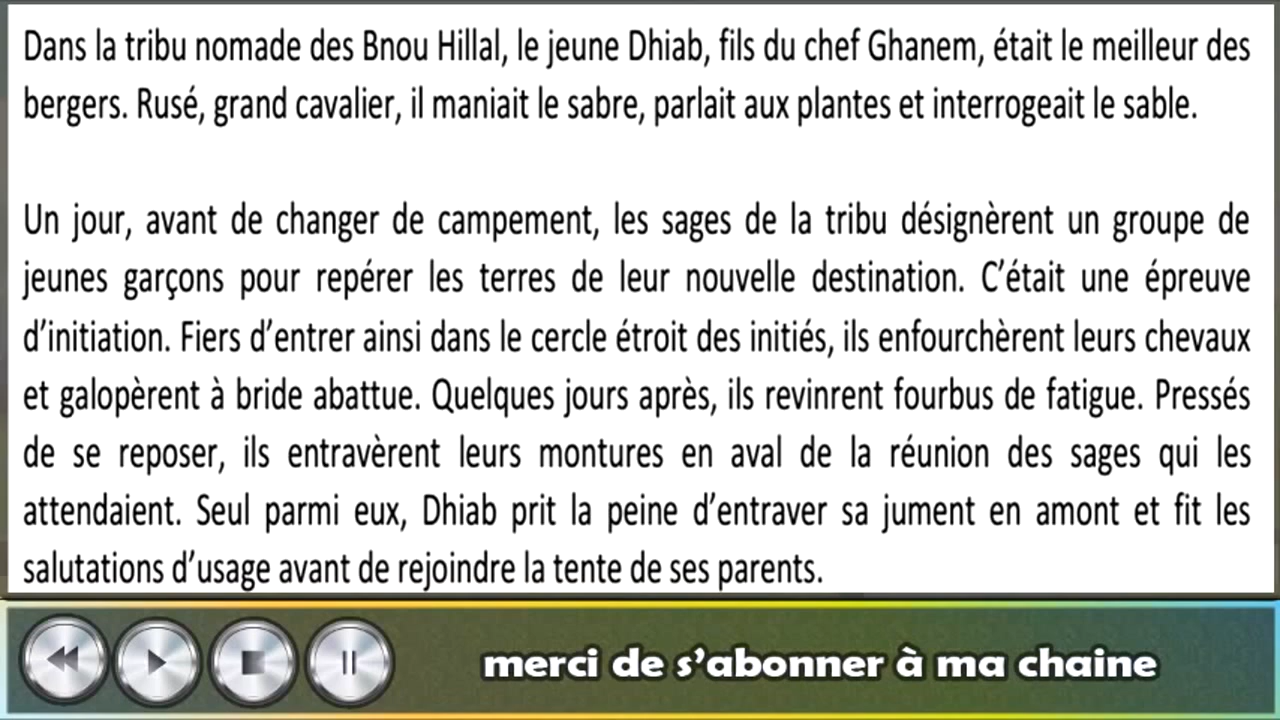 Dans la tribu nomade des Bnou Hillal, le jeune Dhiab, fils du chef Ghanem, était le meilleur des
bergers. Rusé, grand cavalier, il maniait le sabre, parlait aux plantes et interrogeait le sable.
Un jour, avant de changer de campement, les sages de la tribu désignèrent un groupe de
jeunes garçons pour repérer les terres de leur nouvelle destination. C’était une épreuve
d’initiation. Fiers d’entrer ainsi dans le cercle étroit des initiés, ils enfourchèrent leurs chevaux
et galopèrent à bride abattue. Quelques jours après, ils revinrent fourbus de fatigue. Pressés
de se reposer, ils entravèrent leurs montures en aval de la réunion des sages qui les
attendaient. Seul parmi eux, Dhiab prit la peine d’entraver sa jument en amont et fit les
salutations d’usage avant de rejoindre la tente de ses parents.
merci de s’abonner à ma chaine